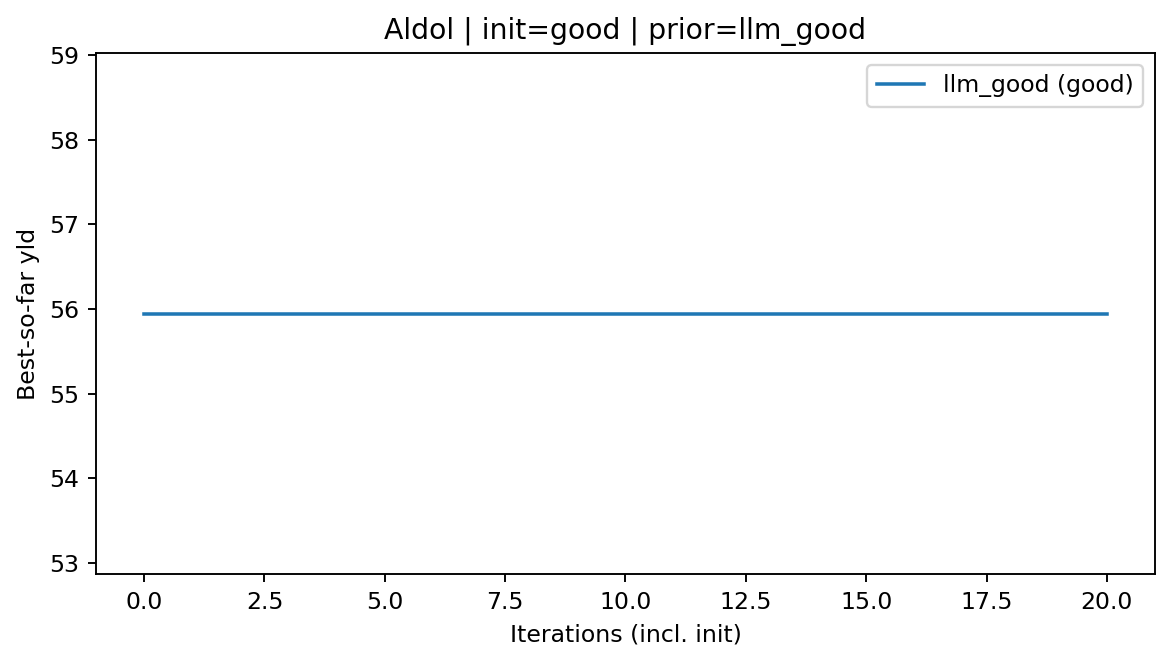 Aldol | init=good | prior=llm_good
llm_good (good)
Best-so-far yld
59
58
57
56
55
54
53
0.0 2.5 5.0 7.5 10.0 12.5 15.0 17.5 20.0
Iterations (incl. init)